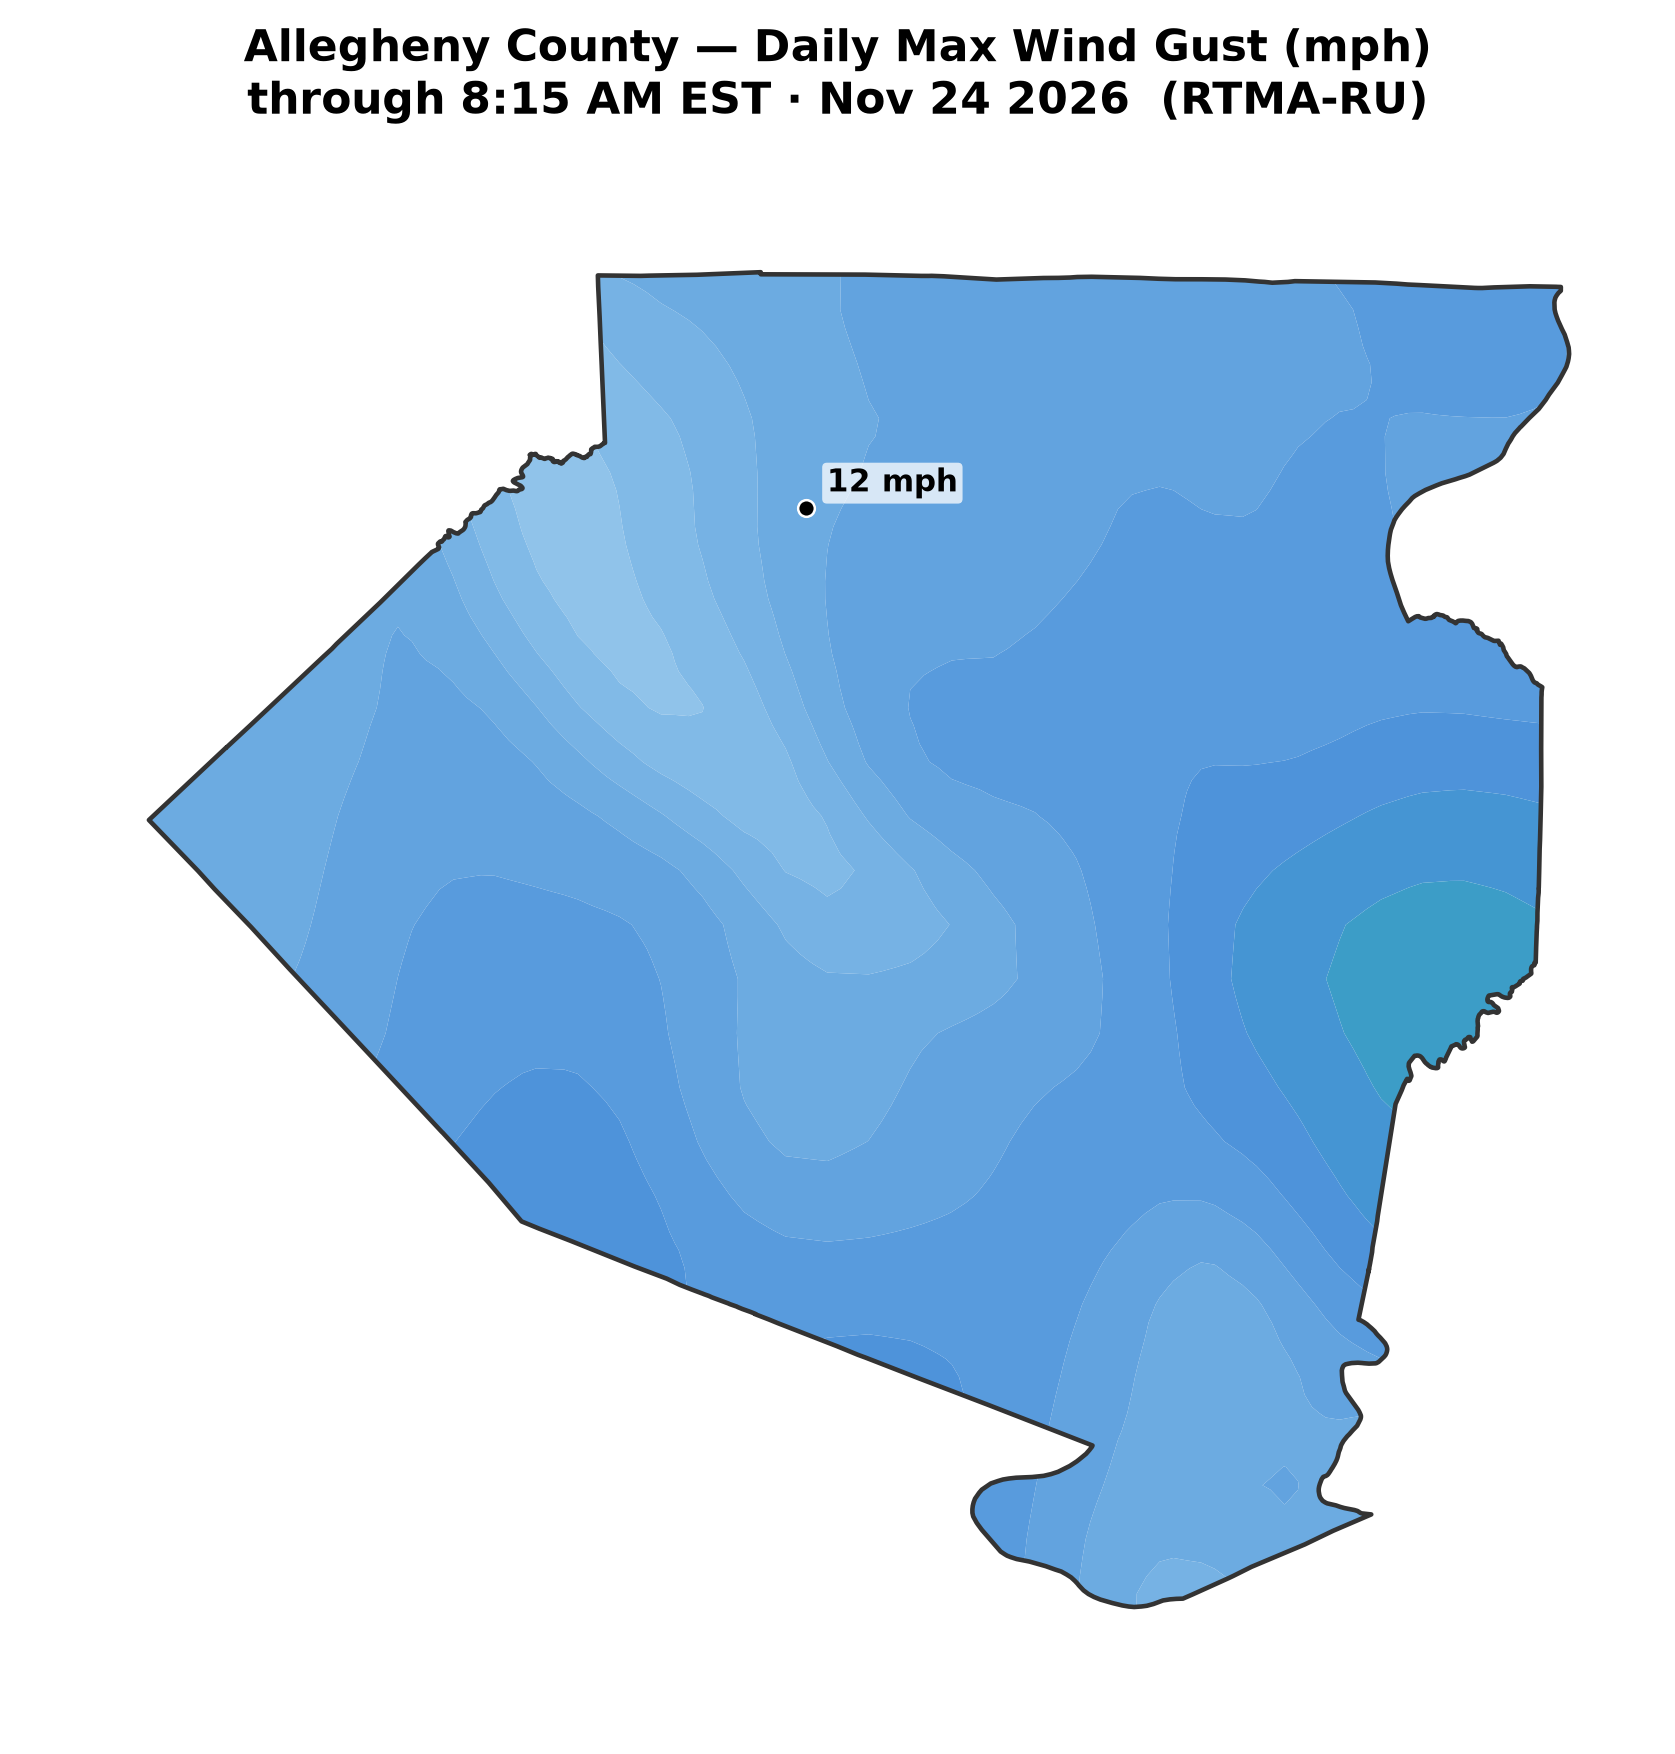 Allegheny County — Daily Max Wind Gust (mph)
through 8:15 AM EST · Nov 24 2026 (RTMA-RU)
12 mph